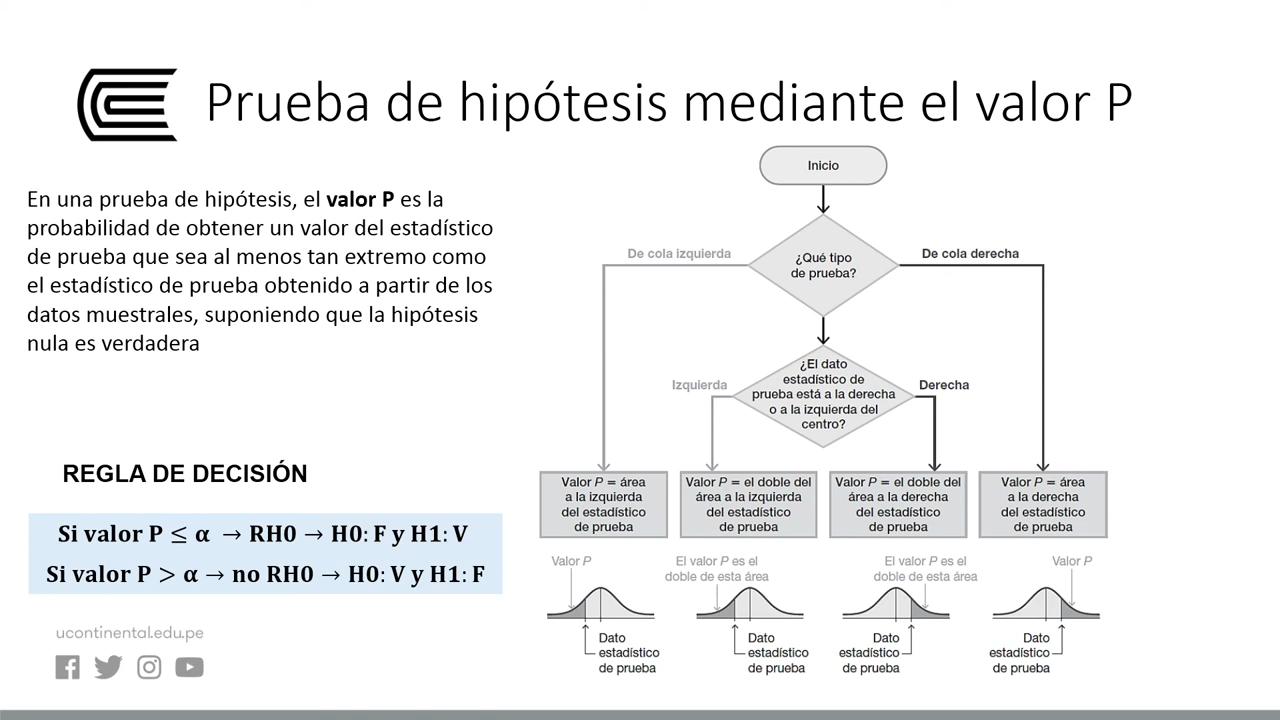 Prueba de hipótesis mediante el valor P
En una prueba de hipótesis, el valor P es la
probabilidad de obtener un valor del estadístico
de prueba que sea al menos tan extremo como
el estadístico de prueba obtenido a partir de los
datos muestrales, suponiendo que la hipótesis
nula es verdadera
REGLA DE DECISIÓN
Si valor P ≤ α → RH0 → H0: F y H1: V
Si valor P > α → no RH0 → H0: V y H1: F
ucontinental.edu.pe
Inicio
¿Qué tipo
de prueba?
De cola izquierda
De cola derecha
¿El dato
estadístico de
prueba está a la derecha
o a la izquierda del
centro?
Izquierda
Derecha
Valor P = área
a la izquierda
del estadístico
de prueba
Valor P = el doble del
área a la izquierda
del estadístico
de prueba
Valor P = el doble del
área a la derecha
del estadístico
de prueba
Valor P = área
a la derecha
del estadístico
de prueba
Valor P
El valor P es el
doble de esta área
El valor P es el
doble de esta área
Valor P
Dato
estadístico
de prueba
Dato
estadístico
de prueba
Dato
estadístico
de prueba
Dato
estadístico
de prueba